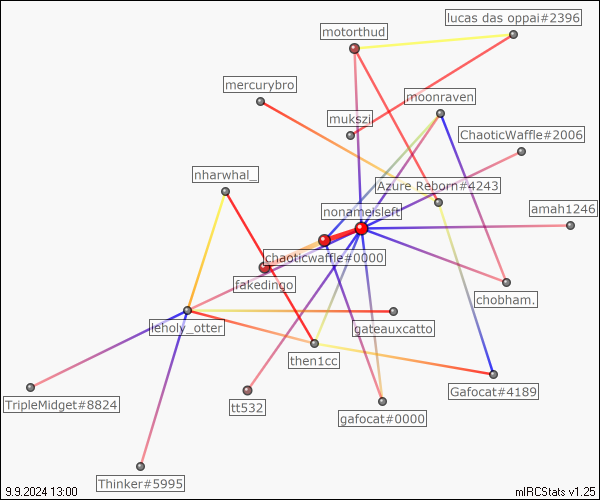 lucas das oppai#2396
motorthud
mercurybro
moonraven
mukszi
ChaoticWaffle#2006
nharwhal_
Azure Reborn#4243
nonameisleft
amah1246
chaoticwaffle#0000
fakedingo
chobham.
leholy_otter
gateauxcatto
then1cc
Gafocat#4189
TripleMidget#8824
tt532
gafocat#0000
Thinker#5995
9.9.2024 13:00
mIRCStats v1.25